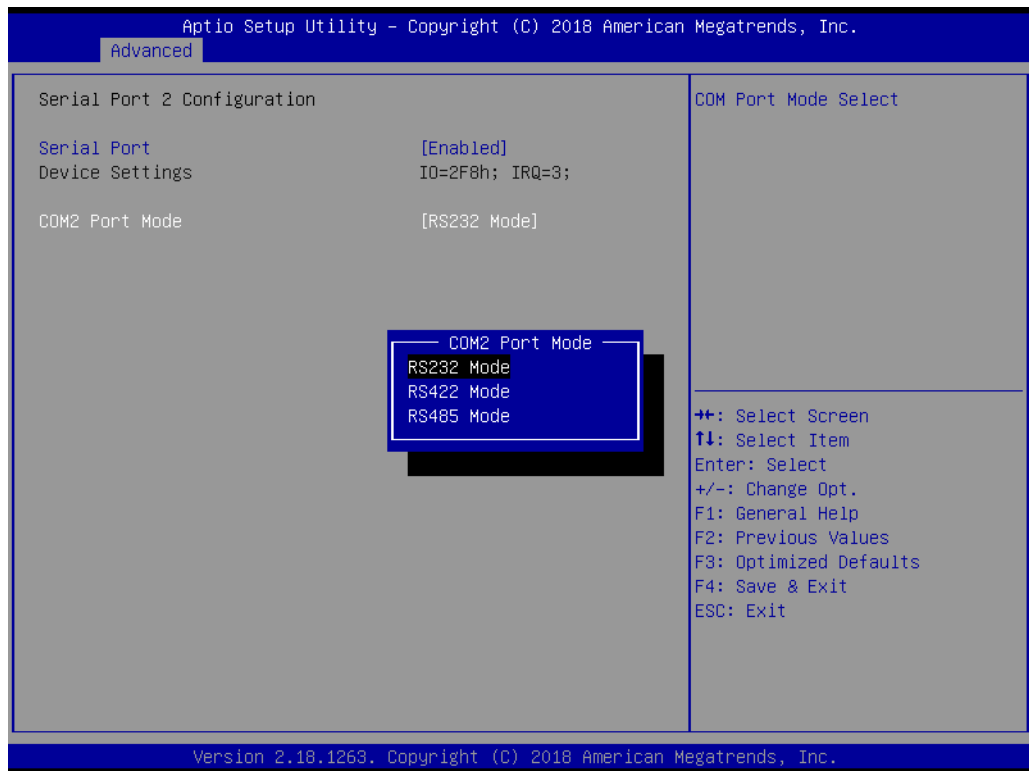 Aptio Setup Utility – Copyright (C) 2018 American Megatrends, Inc.
Advanced
Serial Port 2 Configuration
Serial Port [Enabled]
Device Settings IO=2F8h; IRQ=3;
COM2 Port Mode [RS232 Mode]
COM2 Port Mode
RS232 Mode
RS422 Mode
RS485 Mode
COM Port Mode Select
→←: Select Screen
↑↓: Select Item
Enter: Select
+/-: Change Opt.
F1: General Help
F2: Previous Values
F3: Optimized Defaults
F4: Save & Exit
ESC: Exit
Version 2.18.1263. Copyright (C) 2018 American Megatrends, Inc.